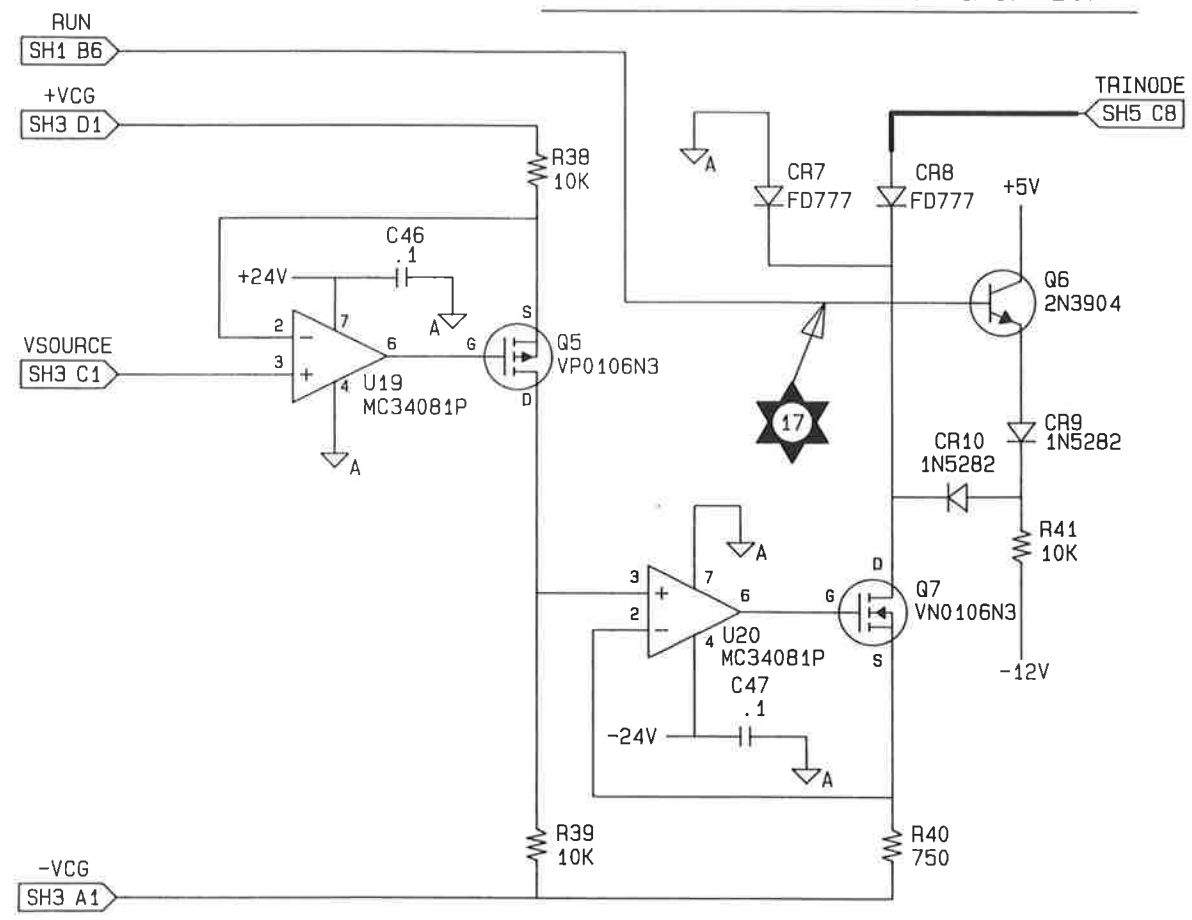 RUN
SH1 B6
+VCG
SH3 D1
TRINODE
SH5 C8
R38
10K
CR7
FD777
CR8
FD777
A
+5V
C46
.1
+24V
A
Q6
2N3904
VSOURCE
SH3 C1
2
3
7
6
4
-
+
U19
MC34081P
A
S
G
D
Q5
VP0106N3
17
CR9
1N5282
CR10
1N5282
R41
10K
-12V
A
3
2
7
6
4
+
-
U20
MC34081P
D
G
S
Q7
VN0106N3
C47
.1
-24V
A
R39
10K
R40
750
-VCG
SH3 A1